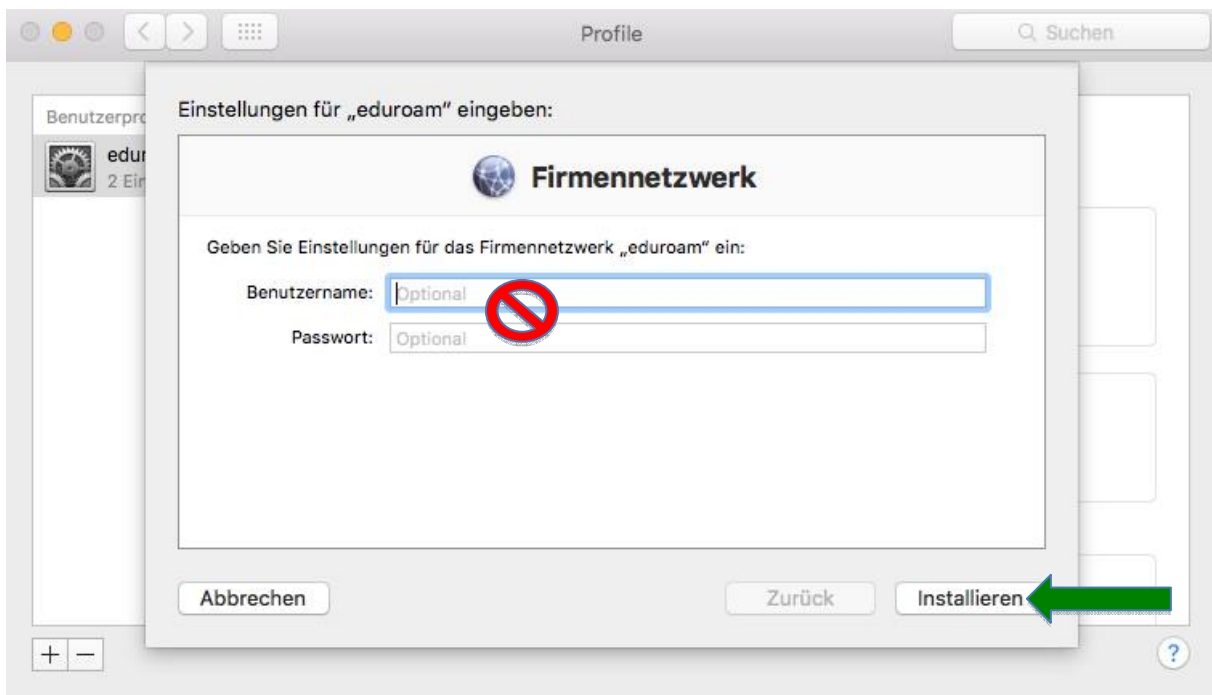 Profile
Suchen
Einstellungen für „eduroam“ eingeben:
Benutzerpro
edur
2 Ein
Firmennetzwerk
Geben Sie Einstellungen für das Firmennetzwerk „eduroam“ ein:
Benutzername: Optional
Passwort: Optional
Abbrechen
Zurück
Installieren
+ −
?